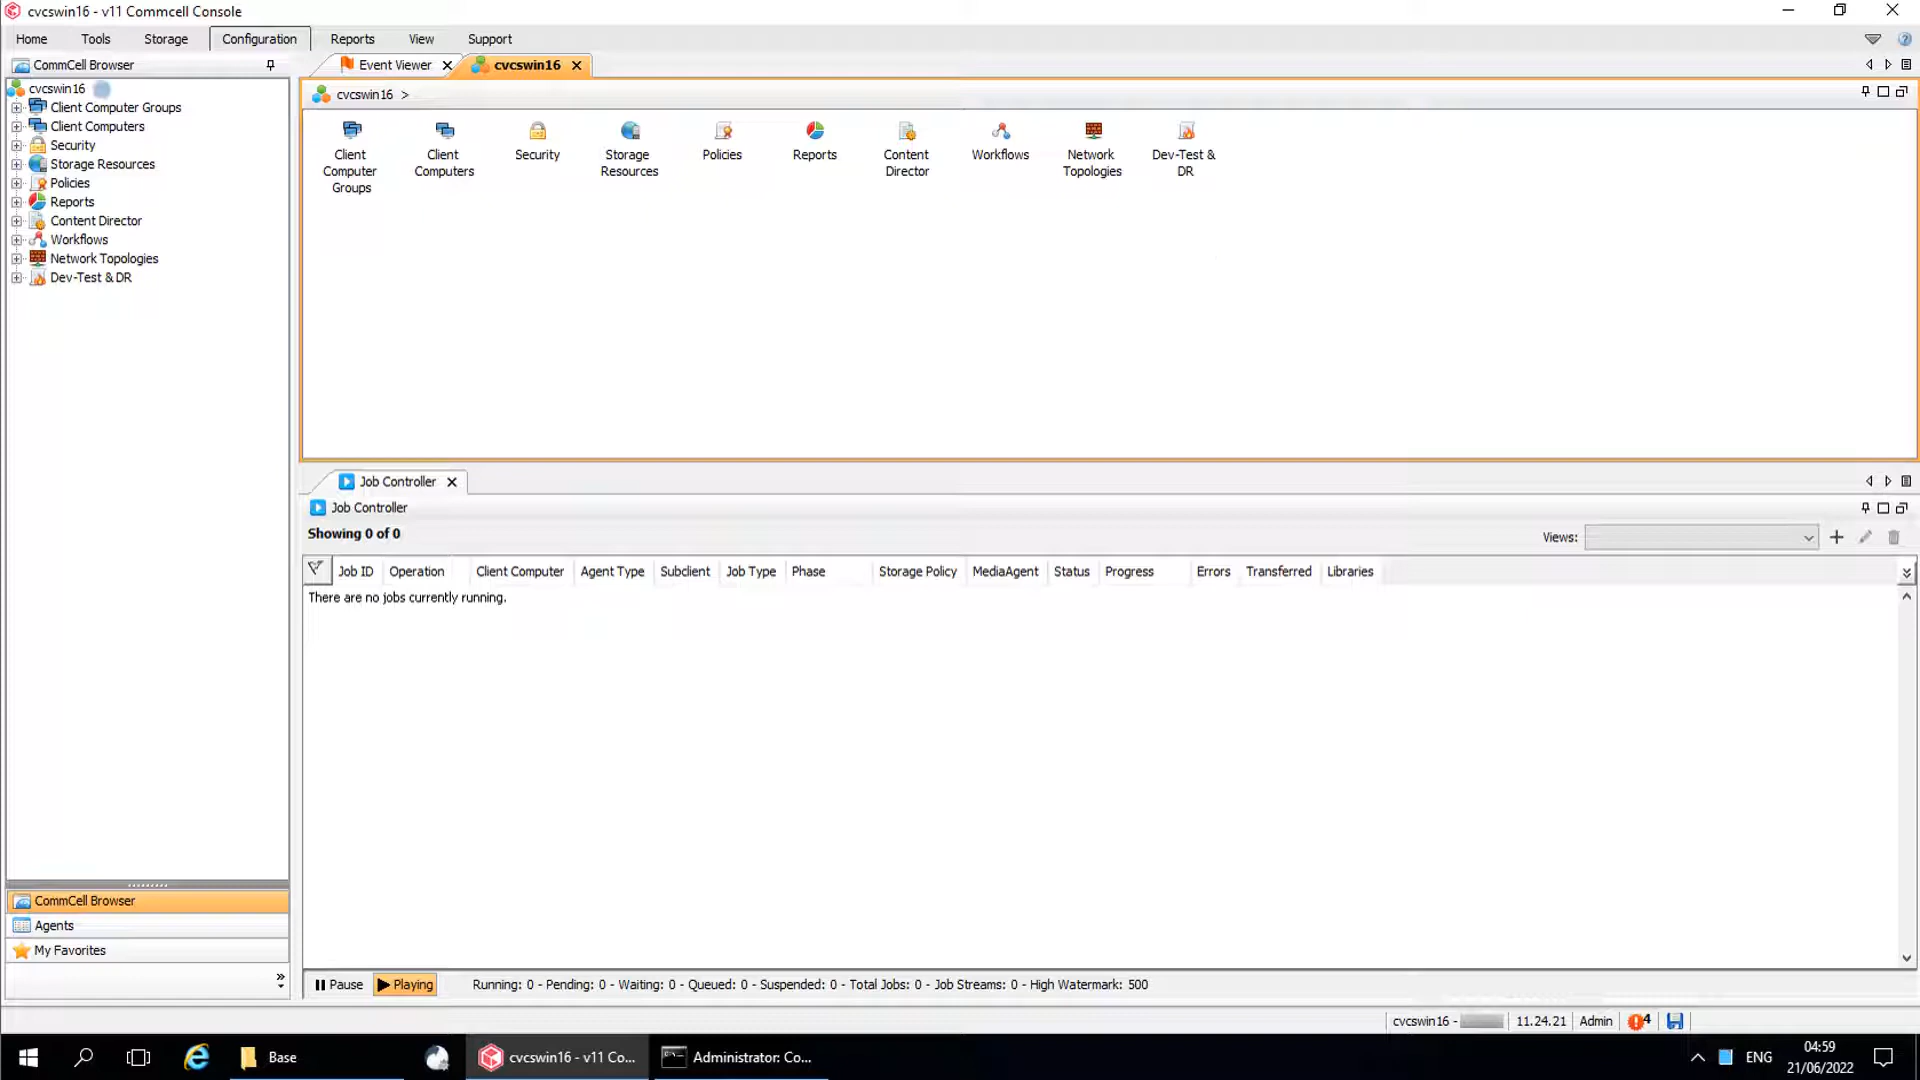 cvcswin16 - v11 Commcell Console
Home Tools Storage Configuration Reports View Support
CommCell Browser
cvcswin16
Client Computer Groups
Client Computers
Security
Storage Resources
Policies
Reports
Content Director
Workflows
Network Topologies
Dev-Test & DR
CommCell Browser
Agents
My Favorites
Event Viewer cvcswin16
cvcswin16 >
Client Computer Groups
Client Computers
Security
Storage Resources
Policies
Reports
Content Director
Workflows
Network Topologies
Dev-Test & DR
Job Controller
Job Controller
Showing 0 of 0
Views:
Job ID Operation Client Computer Agent Type Subclient Job Type Phase Storage Policy MediaAgent Status Progress Errors Transferred Libraries
There are no jobs currently running.
Pause Playing Running: 0 - Pending: 0 - Waiting: 0 - Queued: 0 - Suspended: 0 - Total Jobs: 0 - Job Streams: 0 - High Watermark: 500
cvcswin16 - 11.24.21 Admin 4
Base cvcswin16 - v11 Co... Administrator: Co... ENG 04:59
21/06/2022